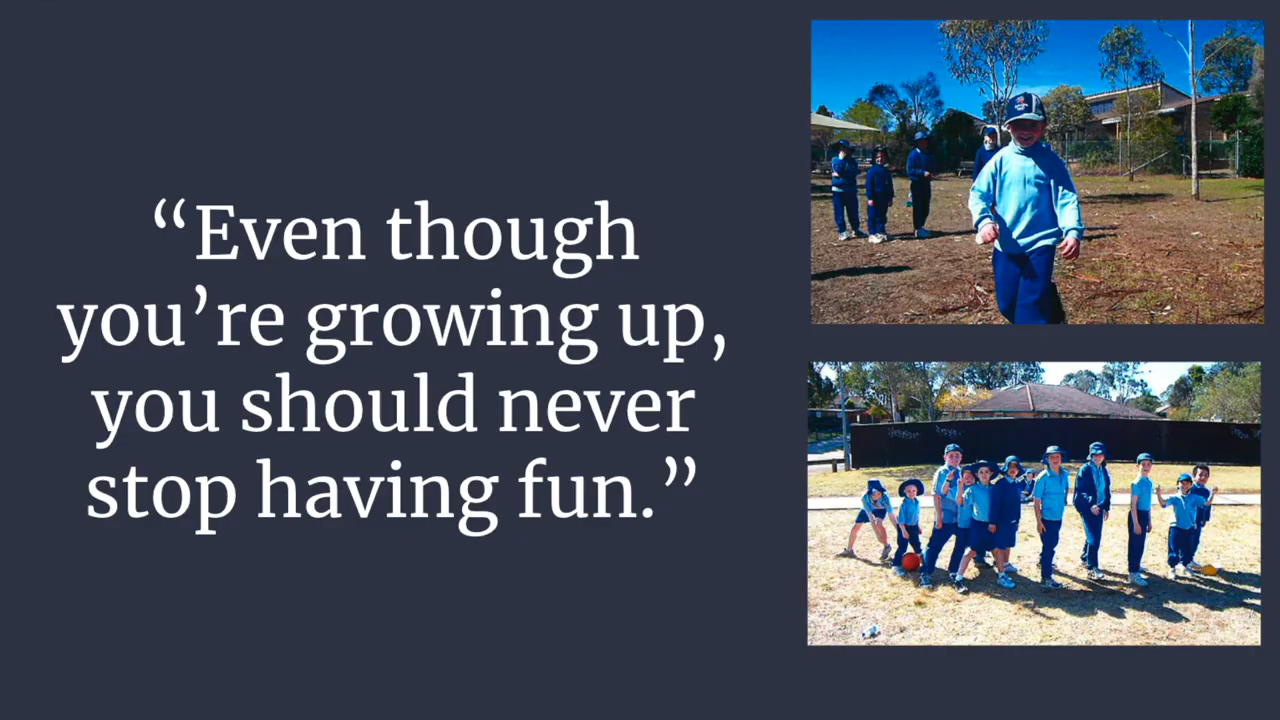 “Even though
you’re growing up,
you should never
stop having fun.”